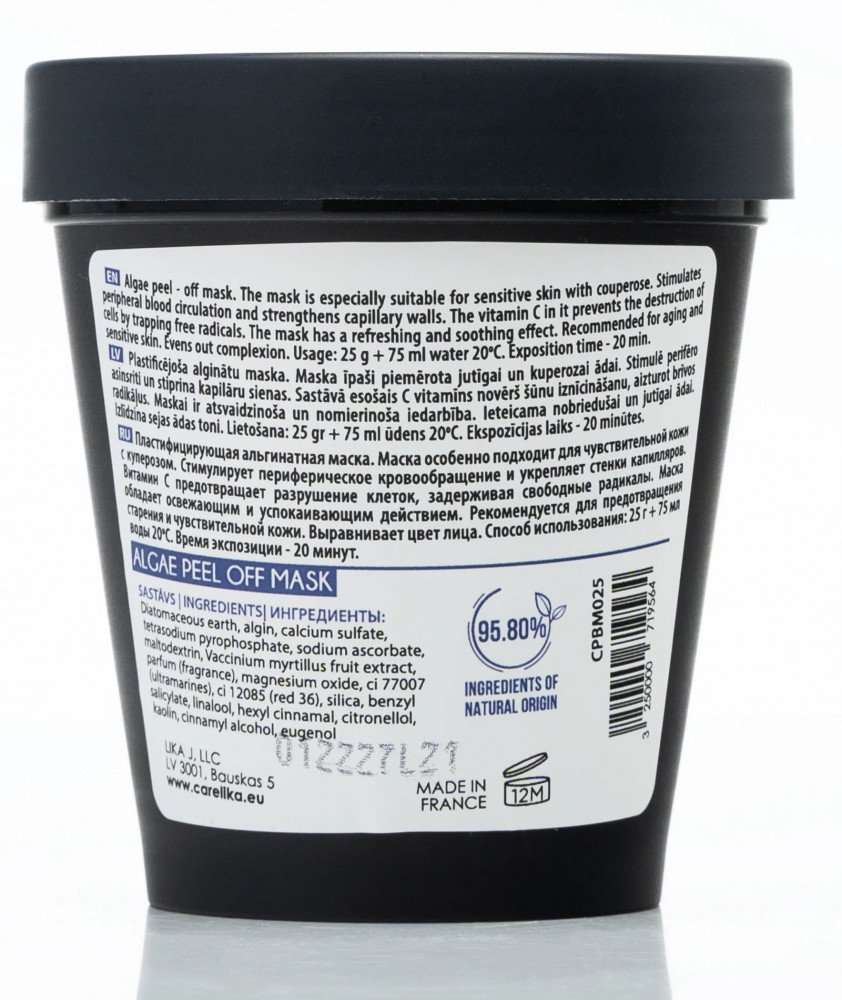 EN Algae peel - off mask. The mask is especially suitable for sensitive skin with couperose. Stimulates
peripheral blood circulation and strengthens capillary walls. The vitamin C in it prevents the destruction of
cells by trapping free radicals. The mask has a refreshing and soothing effect. Recommended for aging and
sensitive skin. Evens out complexion. Usage: 25 g + 75 ml water 20°C. Exposition time - 20 min.
LV Plastificējoša alginātu maska. Maska īpaši piemērota jutīgai un kuperozai ādai. Stimulē perifēro
asinsriti un stiprina kapilāru sienas. Sastāvā esošais C vitamīns novērš šūnu iznīcināšanu, aizturot brīvos
radikāļus. Maskai ir atsvaidzinoša un nomierinoša iedarbība. Ieteicama nobriedušai un jutīgai ādai.
Izlīdzina sejas ādas toni. Lietošana: 25 gr + 75 ml ūdens 20°C. Ekspozīcijas laiks - 20 minūtes.
RU Пластифицирующая альгинатная маска. Маска особенно подходит для чувствительной кожи
с куперозом. Стимулирует периферическое кровообращение и укрепляет стенки капилляров.
Витамин С предотвращает разрушение клеток, задерживая свободные радикалы. Маска
обладает освежающим и успокаивающим действием. Рекомендуется для предотвращения
старения и чувствительной кожи. Выравнивает цвет лица. Способ использования: 25 г + 75 мл
воды 20°C. Время экспозиции - 20 минут.
ALGAE PEEL OFF MASK
SASTĀVS | INGREDIENTS| ИНГРЕДИЕНТЫ:
Diatomaceous earth, algin, calcium sulfate,
tetrasodium pyrophosphate, sodium ascorbate,
maltodextrin, Vaccinium myrtillus fruit extract,
parfum (fragrance), magnesium oxide, ci 77007
(ultramarines), ci 12085 (red 36), silica, benzyl
salicylate, linalool, hexyl cinnamal, citronellol,
kaolin, cinnamyl alcohol, eugenol
95.80%
INGREDIENTS OF
NATURAL ORIGIN
CPBM025
3 250000 719564
LIKA J, LLC
LV 3001, Bauskas 5
www.carelika.eu
MADE IN
FRANCE
12M